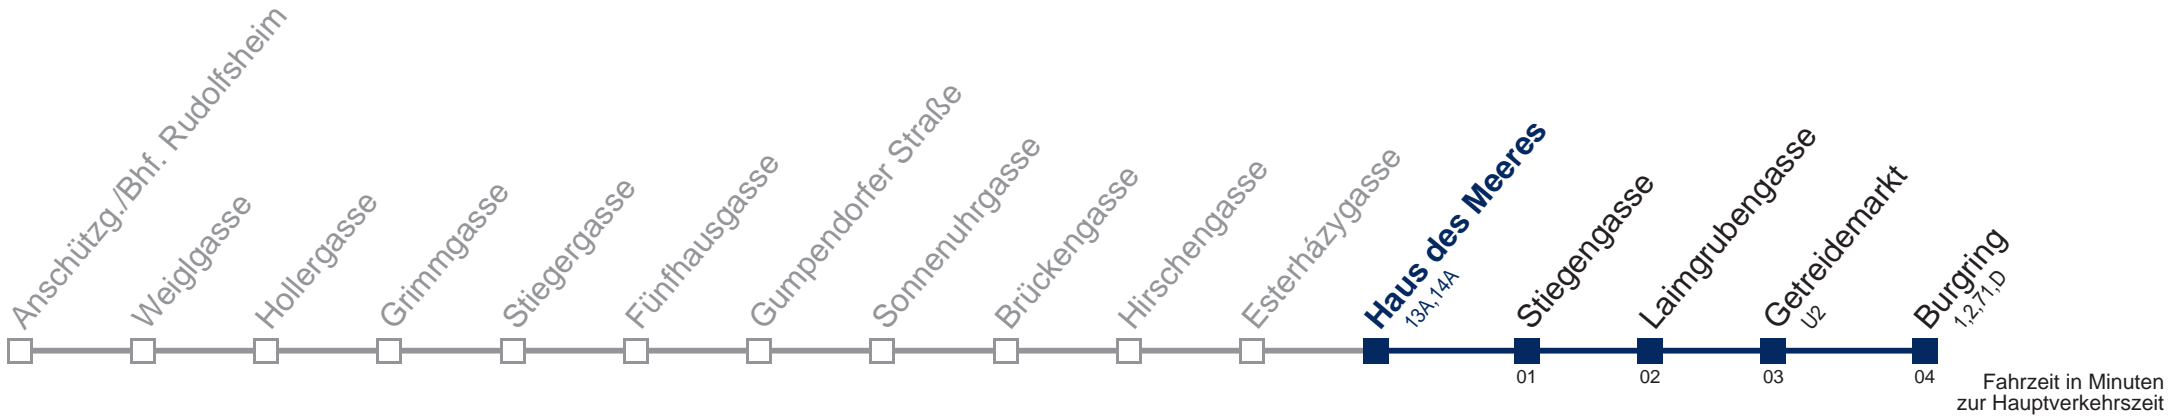 Anschützg./Bhf. Rudolfsheim
Weiglgasse
Hollergasse
Grimmgasse
Stiegergasse
Fünfhausgasse
Gumpendorfer Straße
Sonnenuhrgasse
Brückengasse
Hirschengasse
Esterházygasse
Haus des Meeres
13A,14A
Stiegengasse
Laimgrubengasse
Getreidemarkt
U2
Burgring
1,2,71,D
01
02
03
04
Fahrzeit in Minuten
zur Hauptverkehrszeit